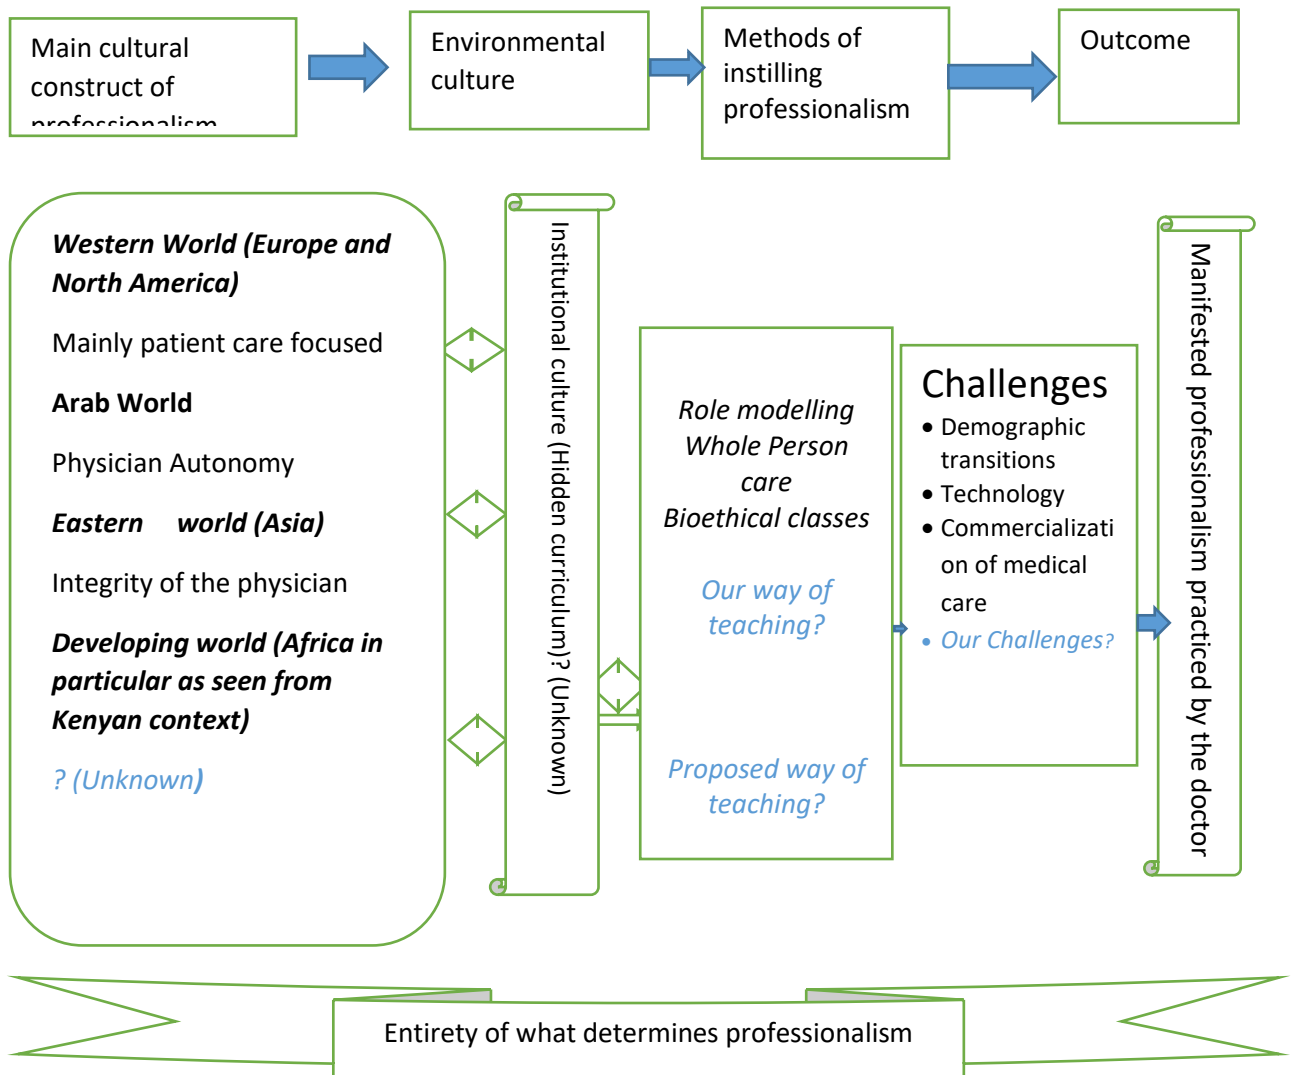 Main cultural
construct of
professionalism
Environmental
culture
Methods of
instilling
professionalism
Outcome
Western World (Europe and
North America)
Mainly patient care focused
Arab World
Physician Autonomy
Eastern world (Asia)
Integrity of the physician
Developing world (Africa in
particular as seen from
Kenyan context)
? (Unknown)
Institutional culture (Hidden curriculum)? (Unknown)
Role modelling
Whole Person
care
Bioethical classes
Our way of
teaching?
Proposed way of
teaching?
Challenges
• Demographic
transitions
• Technology
• Commercializati
on of medical
care
• Our Challenges?
Manifested professionalism practiced by the doctor
Entirety of what determines professionalism